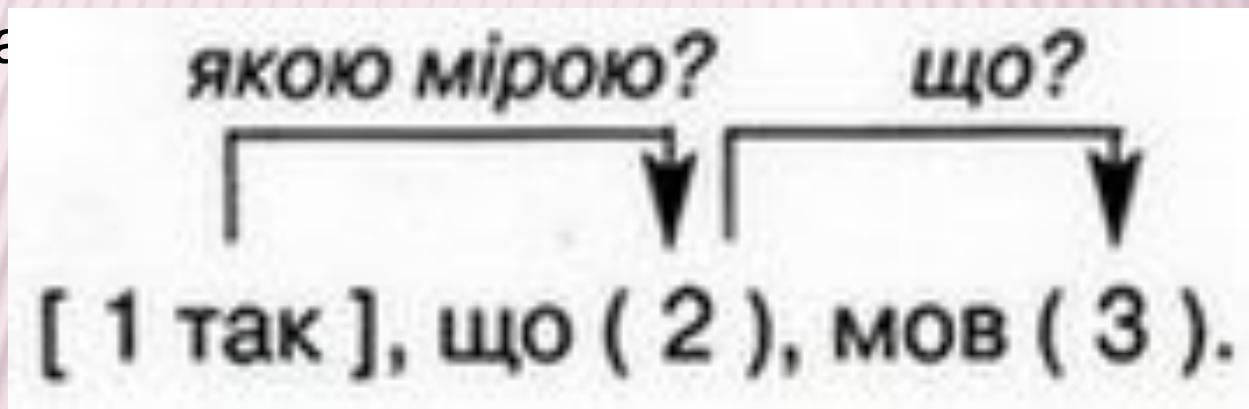 якою мірою? що?
[ 1 так ], що ( 2 ), мов ( 3 ).